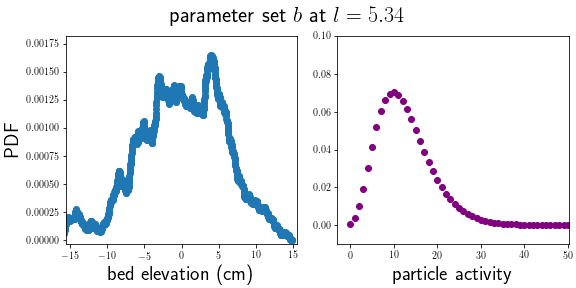 parameter set b at l = 5.34
PDF
0.00175
0.00150
0.00125
0.00100
0.00075
0.00050
0.00025
0.00000
−15 −10 −5 0 5 10 15
bed elevation (cm)
0.10
0.08
0.06
0.04
0.02
0.00
0 10 20 30 40 50
particle activity